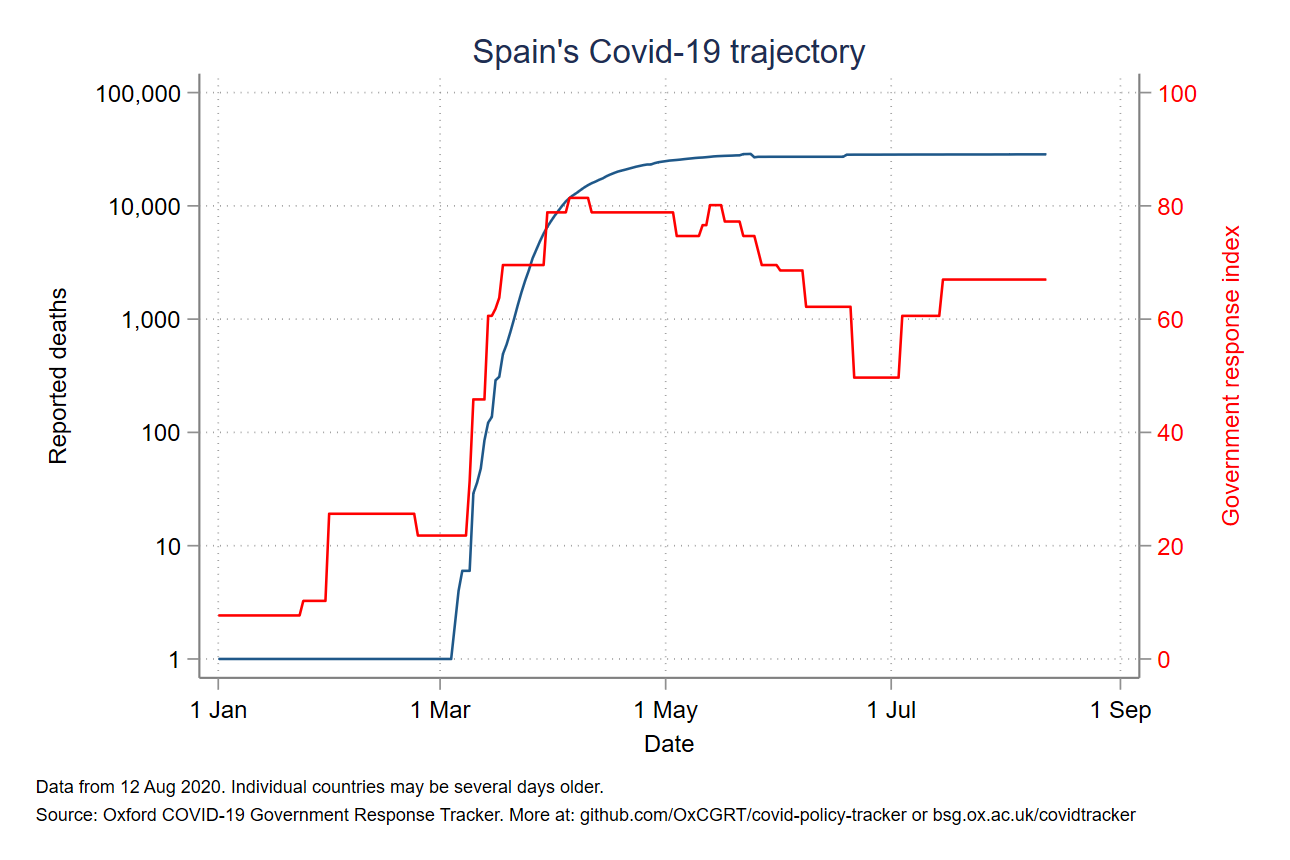 Spain's Covid-19 trajectory
100,000
10,000
1,000
100
10
1
Reported deaths
100
80
60
40
20
0
Government response index
1 Jan
1 Mar
1 May
1 Jul
1 Sep
Date
Data from 12 Aug 2020. Individual countries may be several days older.
Source: Oxford COVID-19 Government Response Tracker. More at: github.com/OxCGRT/covid-policy-tracker or bsg.ox.ac.uk/covidtracker